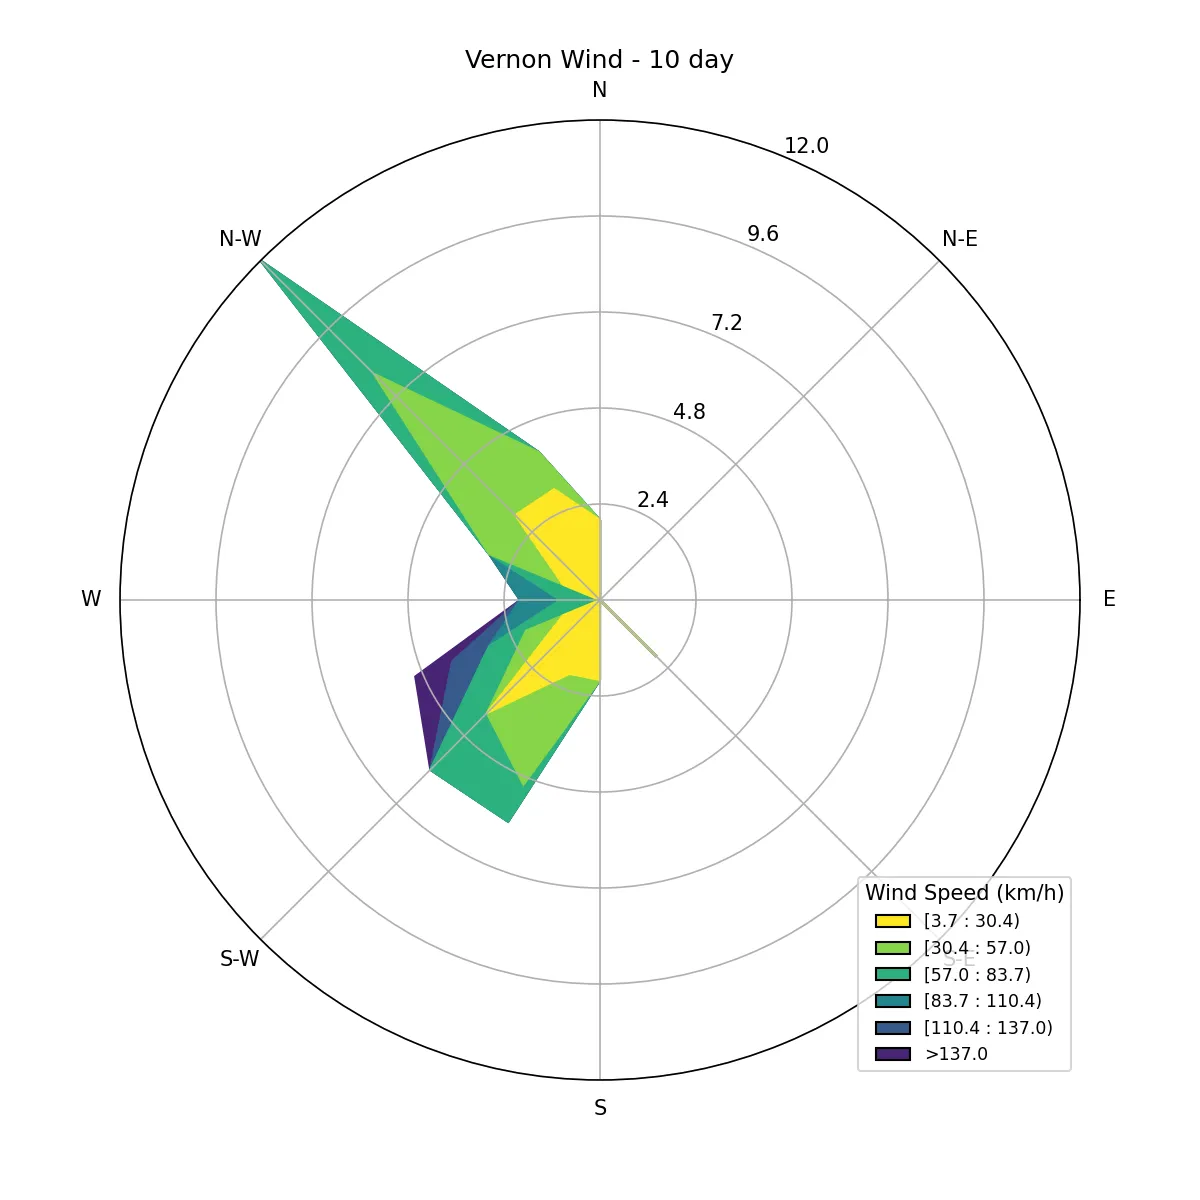 Vernon Wind - 10 day
N
12.0
N-W
9.6
N-E
7.2
4.8
2.4
W
E
S-W
S-E
S
Wind Speed (km/h)
[3.7 : 30.4)
[30.4 : 57.0)
[57.0 : 83.7)
[83.7 : 110.4)
[110.4 : 137.0)
>137.0